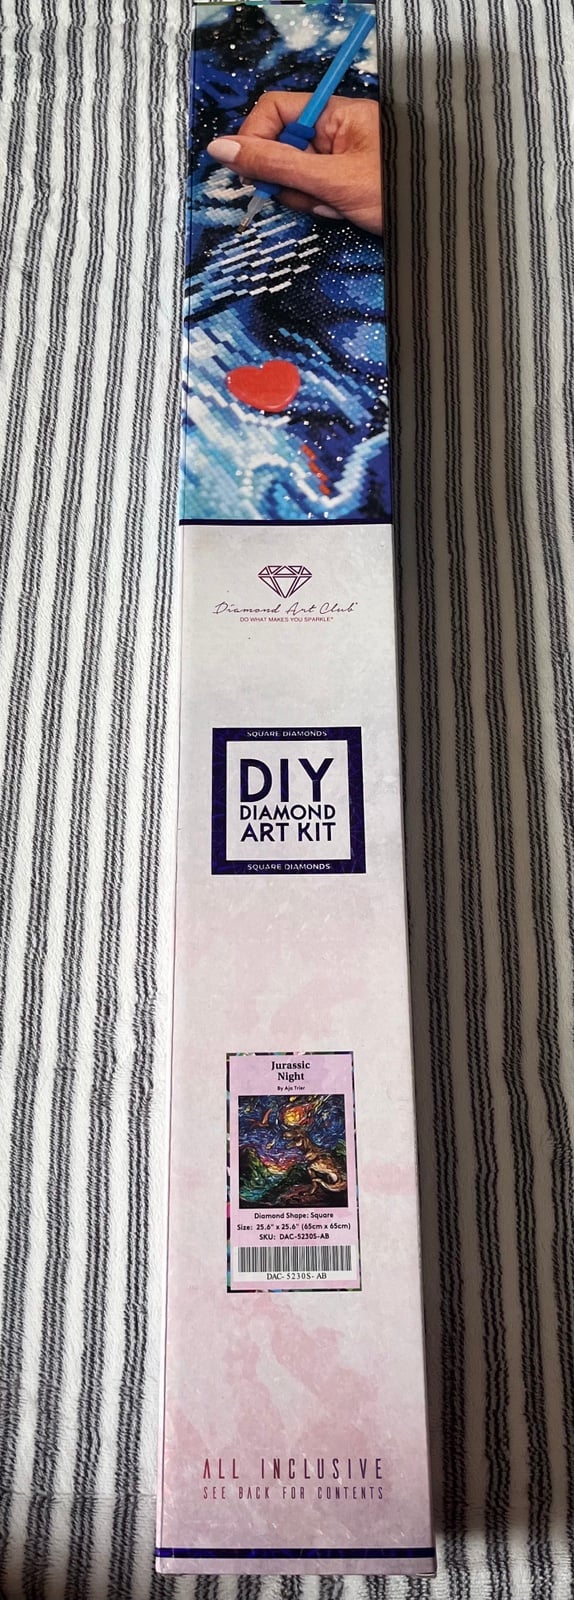 Diamond Art Club
DO WHAT MAKES YOU SPARKLE
SQUARE DIAMONDS
DIY
DIAMOND
ART KIT
SQUARE DIAMONDS
Jurassic
Night
By Aja Trier
Diamond Shape: Square
Size: 25.6" x 25.6" (65cm x 65cm)
SKU: DAC-5230S-AB
DAC- 5230S- AB
ALL INCLUSIVE
SEE BACK FOR CONTENTS